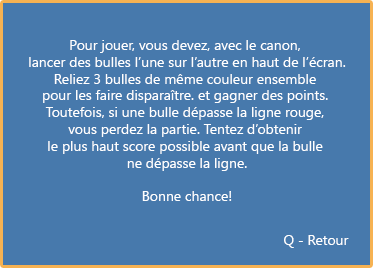 Pour jouer, vous devez, avec le canon,
lancer des bulles l’une sur l’autre en haut de l’écran.
Reliez 3 bulles de même couleur ensemble
pour les faire disparaître. et gagner des points.
Toutefois, si une bulle dépasse la ligne rouge,
vous perdez la partie. Tentez d’obtenir
le plus haut score possible avant que la bulle
ne dépasse la ligne.
Bonne chance!
Q - Retour